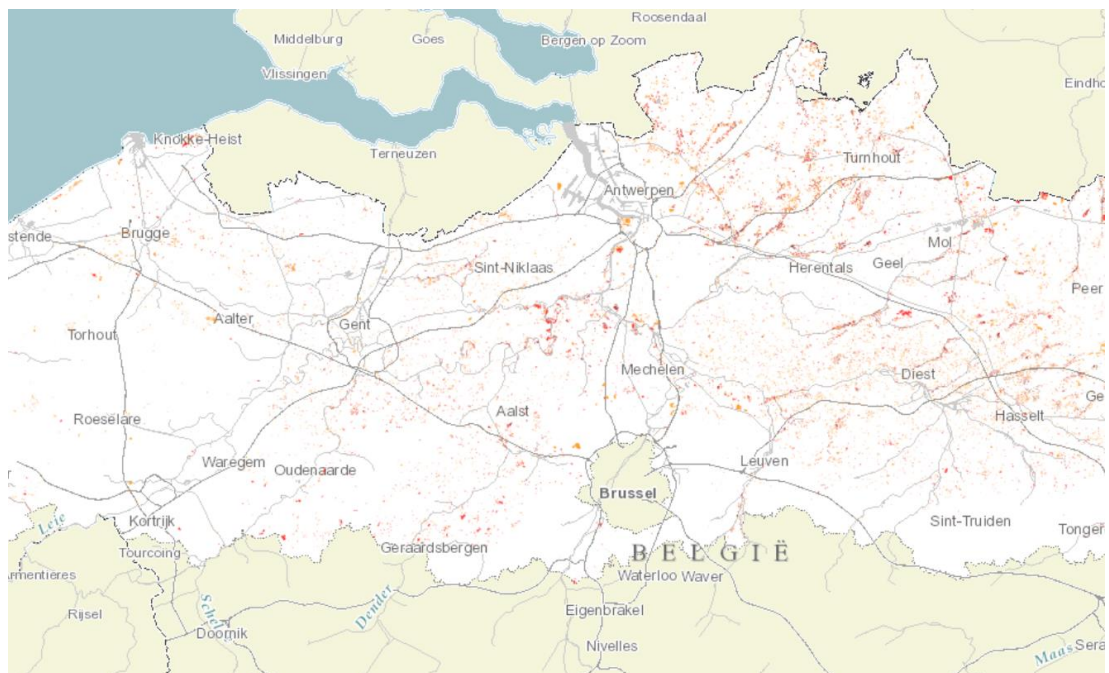 Roosendaal
Middelburg
Goes
Bergen op Zoom
Vlissingen
Eindho
Knokke-Heist
Terneuzen
Turnhout
Antwerpen
stende
Brugge
Mol
Sint-Niklaas
Herentals
Geel
Peer
Aalter
Gent
Torhout
Mechelen
Diest
Aalst
Ge
Roeselare
Hasselt
Waregem
Oudenaarde
Leuven
Brussel
Leie
Kortrijk
Sint-Truiden
Tonger
Geraardsbergen
BELGIË
Tourcoing
Armentières
Waterloo
Waver
Rijsel
Schel
Dender
Eigenbrakel
Doornik
Nivelles
Maas
Sera